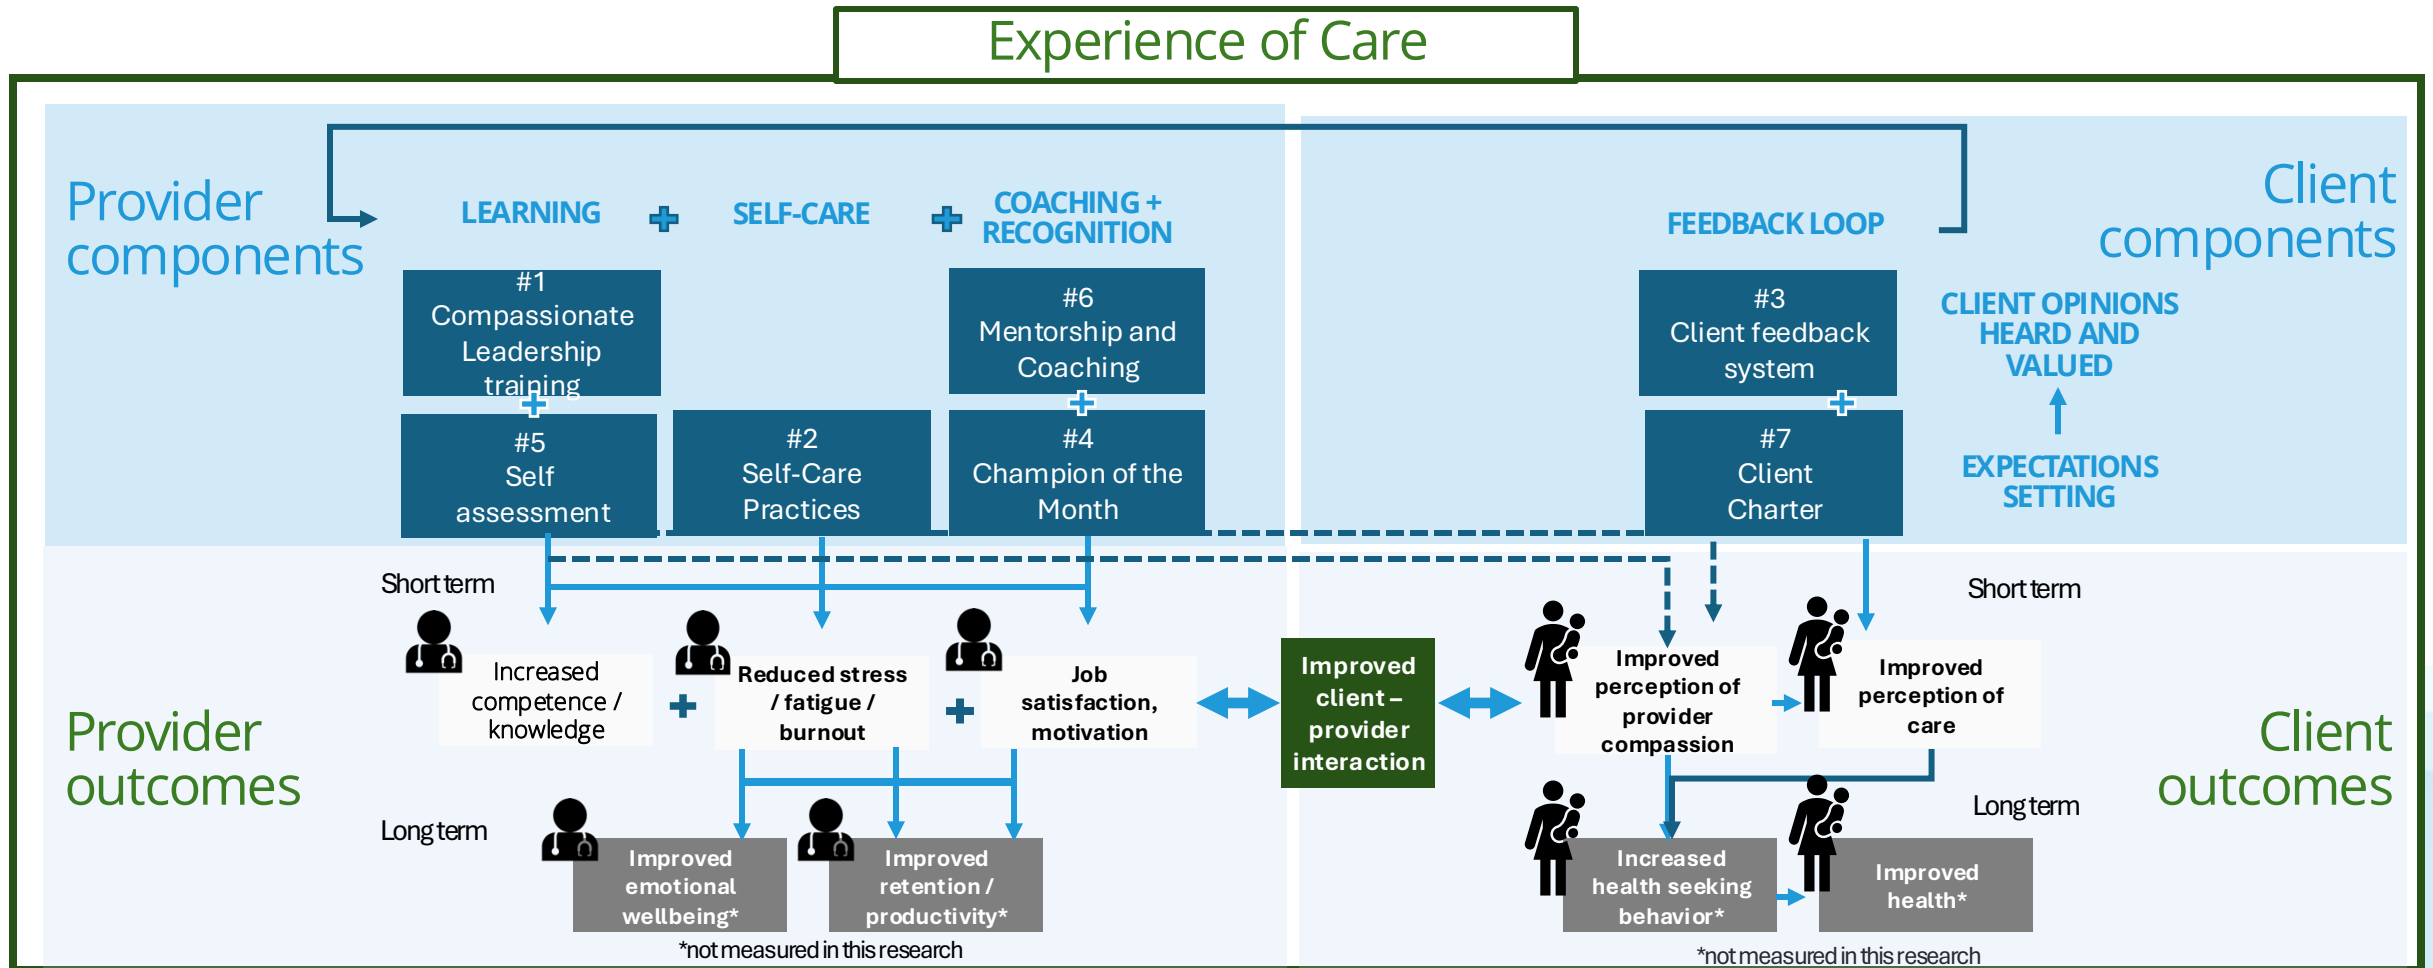 Experience of Care
Provider
components
LEARNING
SELF-CARE
COACHING +
RECOGNITION
#1
Compassionate
Leadership
training
#5
Self
assessment
#2
Self-Care
Practices
#6
Mentorship and
Coaching
#4
Champion of the
Month
Client
components
FEEDBACK LOOP
#3
Client feedback
system
#7
Client
Charter
CLIENT OPINIONS
HEARD AND
VALUED
EXPECTATIONS
SETTING
Provider
outcomes
Short term
Increased
competence /
knowledge
Reduced stress
/ fatigue /
burnout
Job
satisfaction,
motivation
Long term
Improved
emotional
wellbeing*
Improved
retention /
productivity*
*not measured in this research
Improved
client –
provider
interaction
Client
outcomes
Short term
Improved
perception of
provider
compassion
Improved
perception of
care
Long term
Increased
health seeking
behavior*
Improved
health*
*not measured in this research